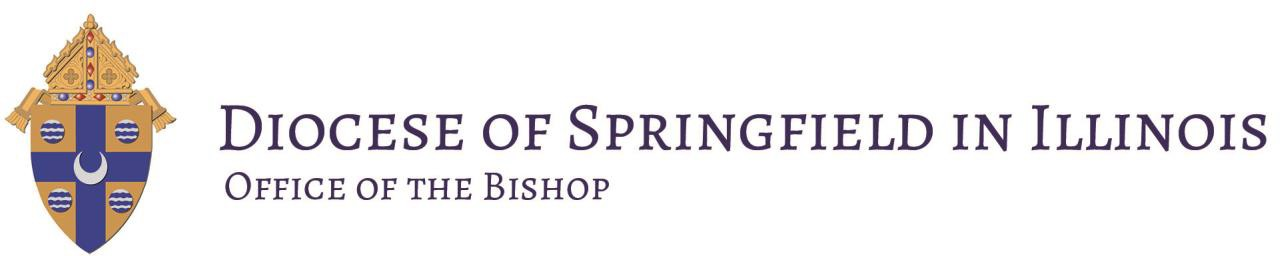 Diocese of Springfield in Illinois
Office of the Bishop